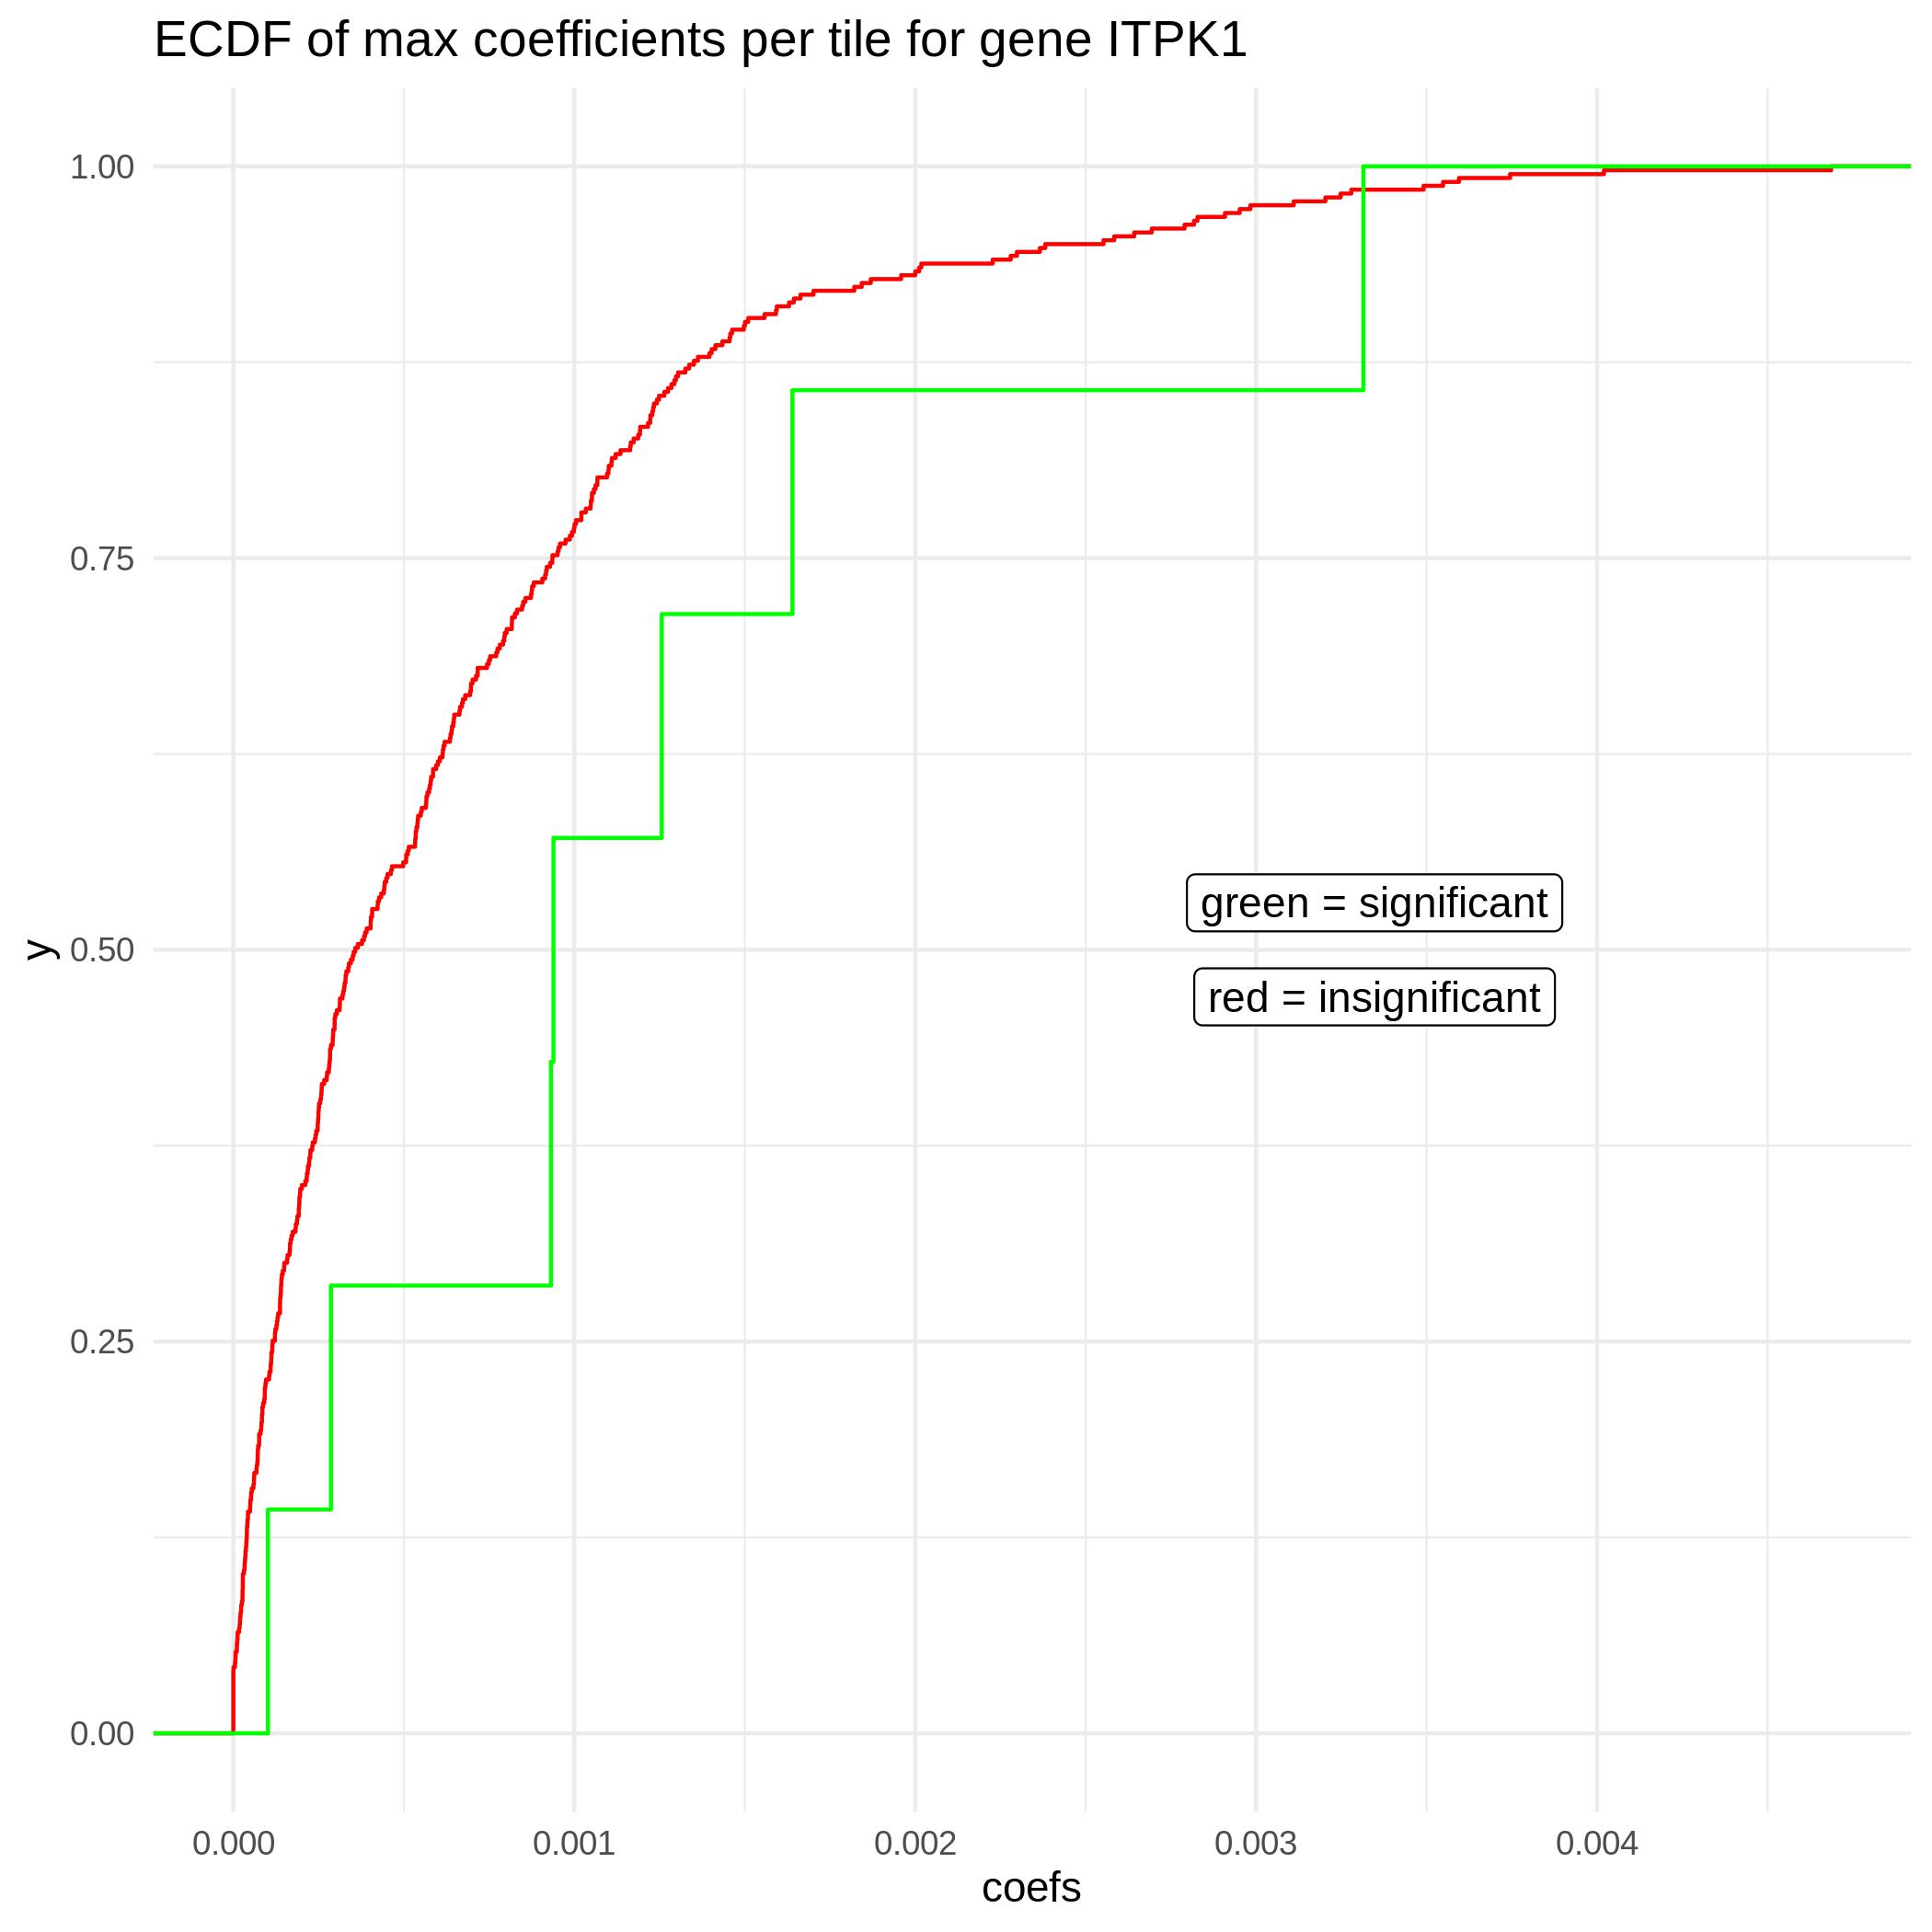 ECDF of max coefficients per tile for gene ITPK1
1.00
0.75
0.50
0.25
0.00
y
green = significant
red = insignificant
0.000 0.001 0.002 0.003 0.004
coefs